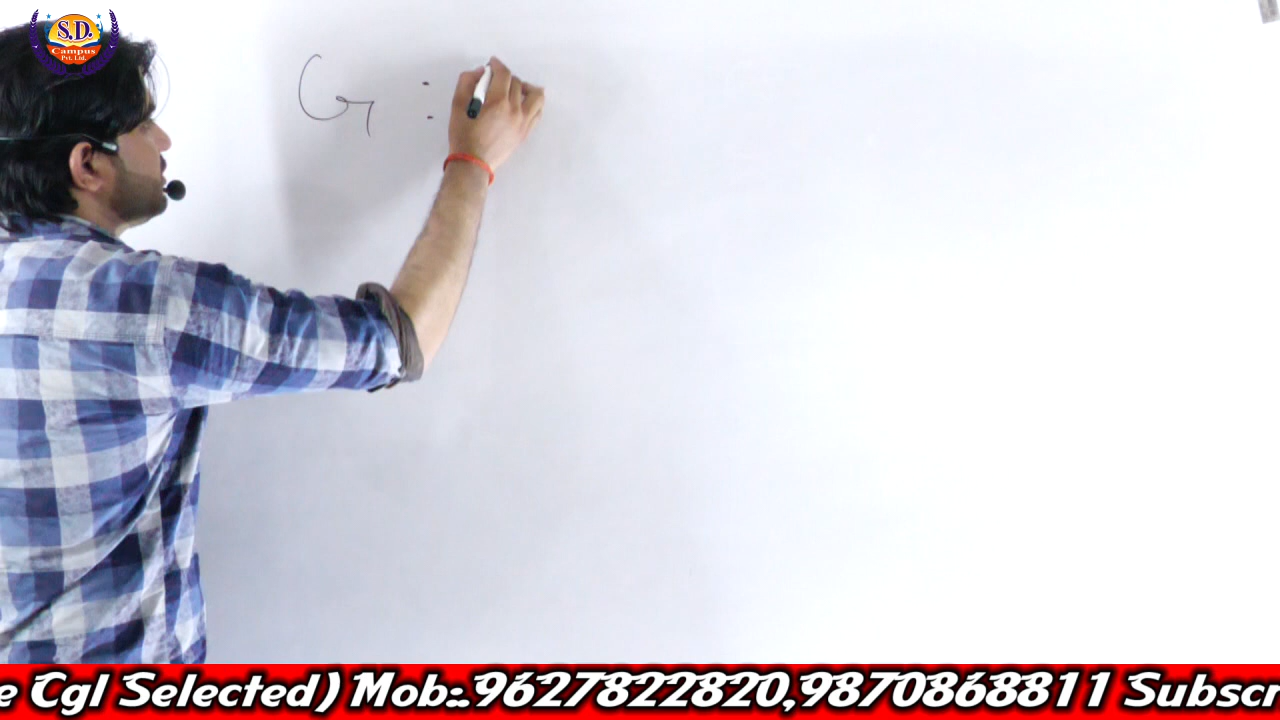 S.D.
Campus
Pvt. Ltd.
G :
e Cgl Selected) Mob:.9627822820,9870868811 Subscr